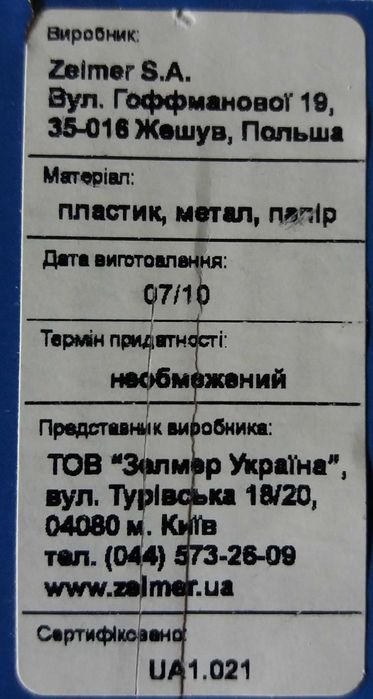 Виробник:
Zelmer S.A.
Вул. Гоффманової 19,
35-016 Жешув, Польша
Матеріал:
пластик, метал, папір
Дата виготовлення:
07/10
Термін придатності:
необмежений
Представник виробника:
ТОВ “Зелмер Україна”,
вул. Турівська 18/20,
04080 м. Київ
тел. (044) 573-26-09
www.zelmer.ua
Сертифіковано
UA1.021